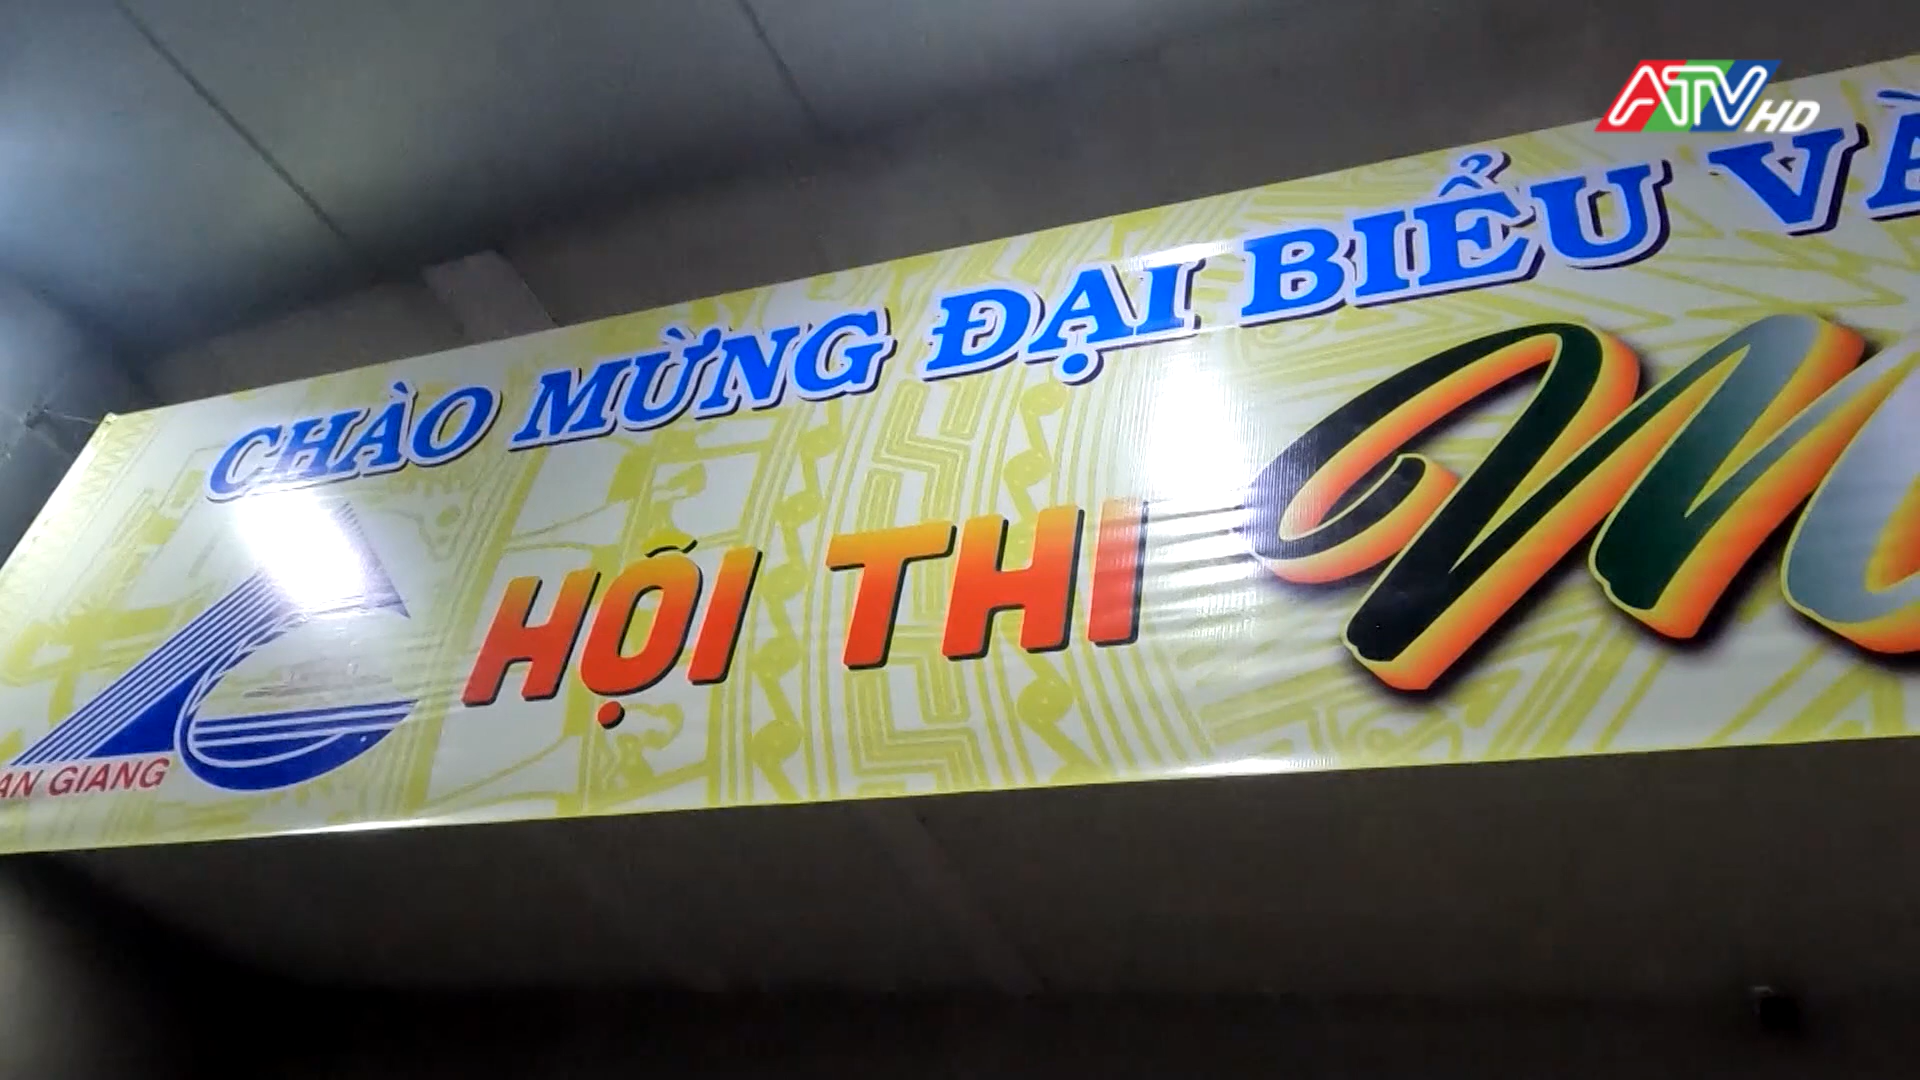 ATV HD
CHÀO MỪNG ĐẠI BIỂU VỀ
HỘI THI
AN GIANG